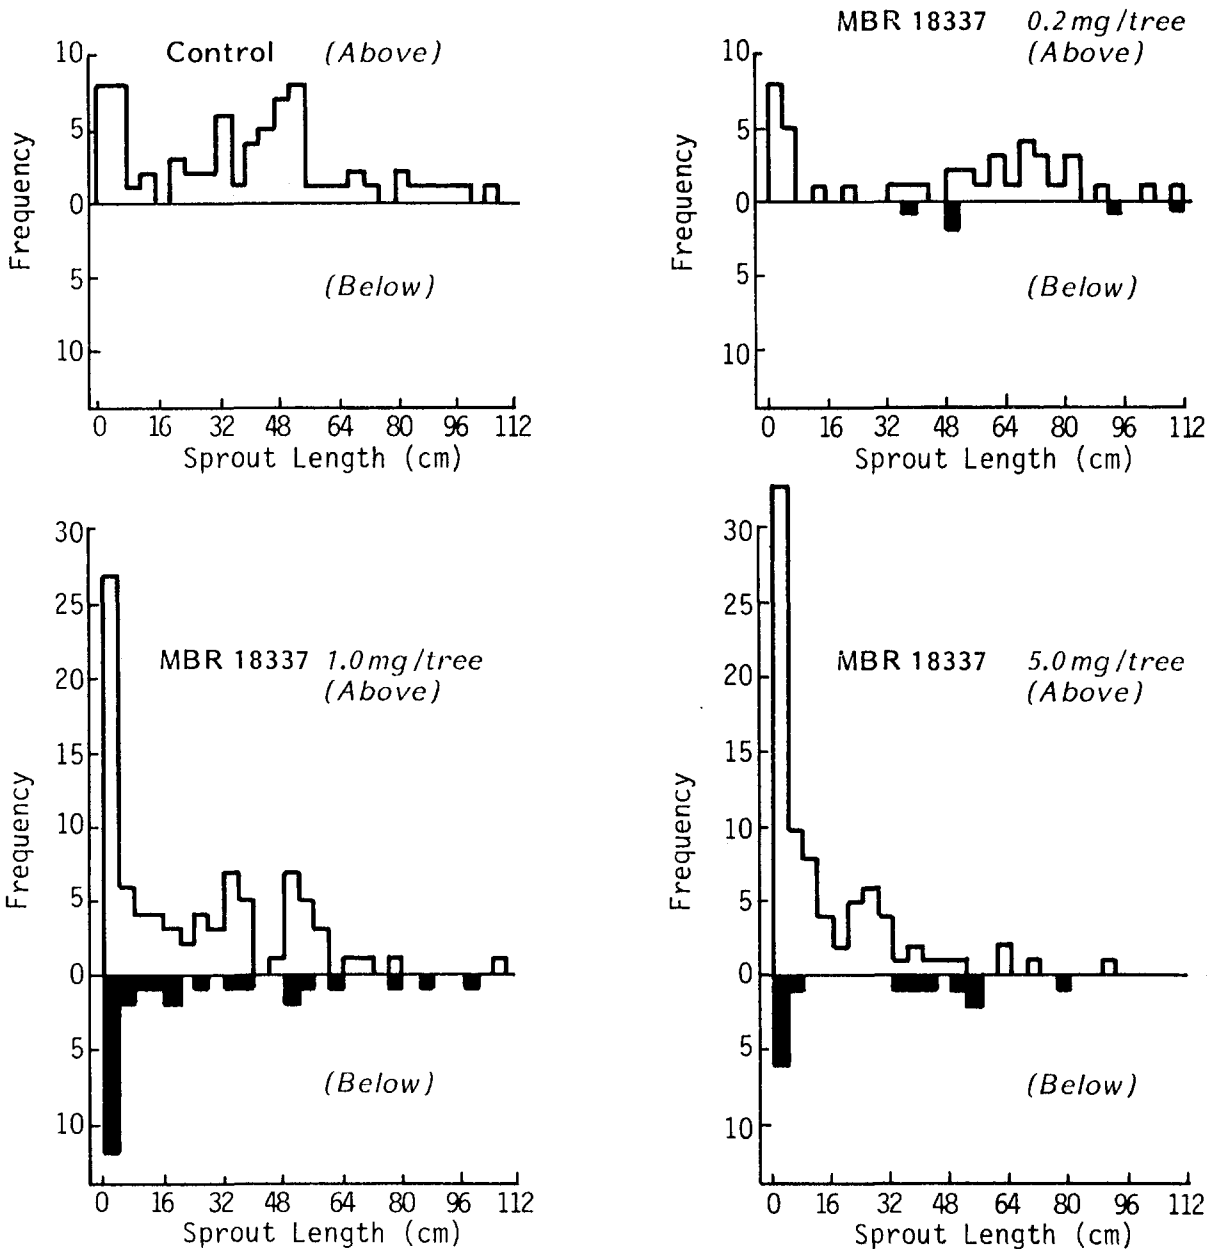 Control (Above)
10
5
0
5
10
Frequency
(Below)
0 16 32 48 64 80 96 112
Sprout Length (cm)
MBR 18337 0.2 mg/tree
(Above)
10
5
0
5
10
Frequency
(Below)
0 16 32 48 64 80 96 112
Sprout Length (cm)
30
25
20
15
10
5
0
5
10
Frequency
MBR 18337 1.0 mg/tree
(Above)
(Below)
0 16 32 48 64 80 96 112
Sprout Length (cm)
30
25
20
15
10
5
0
5
10
Frequency
MBR 18337 5.0 mg/tree
(Above)
(Below)
0 16 32 48 64 80 96 112
Sprout Length (cm)